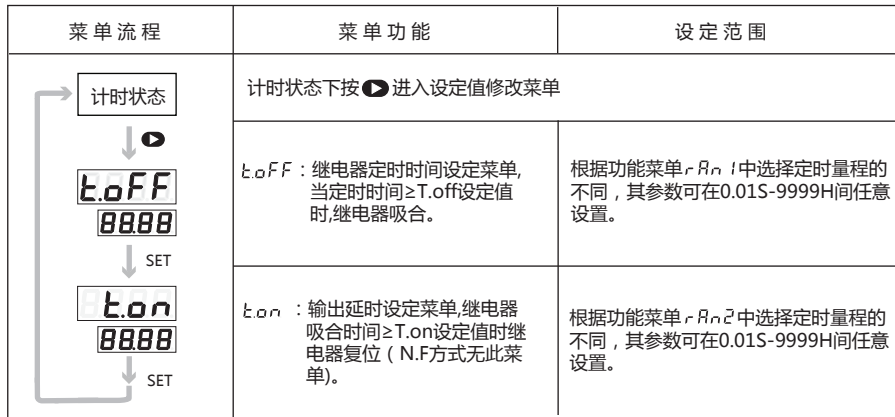 菜单流程
菜单功能
设定范围
计时状态
计时状态下按进入设定值修改菜单
t.oFF
88.88
SET
t.oFF：继电器定时时间设定菜单,
当定时时间≥T.off设定值
时,继电器吸合。
根据功能菜单rAn1中选择定时量程的
不同，其参数可在0.01S-9999H间任意
设置。
t.on
88.88
SET
t.on ：输出延时设定菜单,继电器
吸合时间≥T.on设定值时继
电器复位（N.F方式无此菜
单)。
根据功能菜单rAn2中选择定时量程的
不同，其参数可在0.01S-9999H间任意
设置。